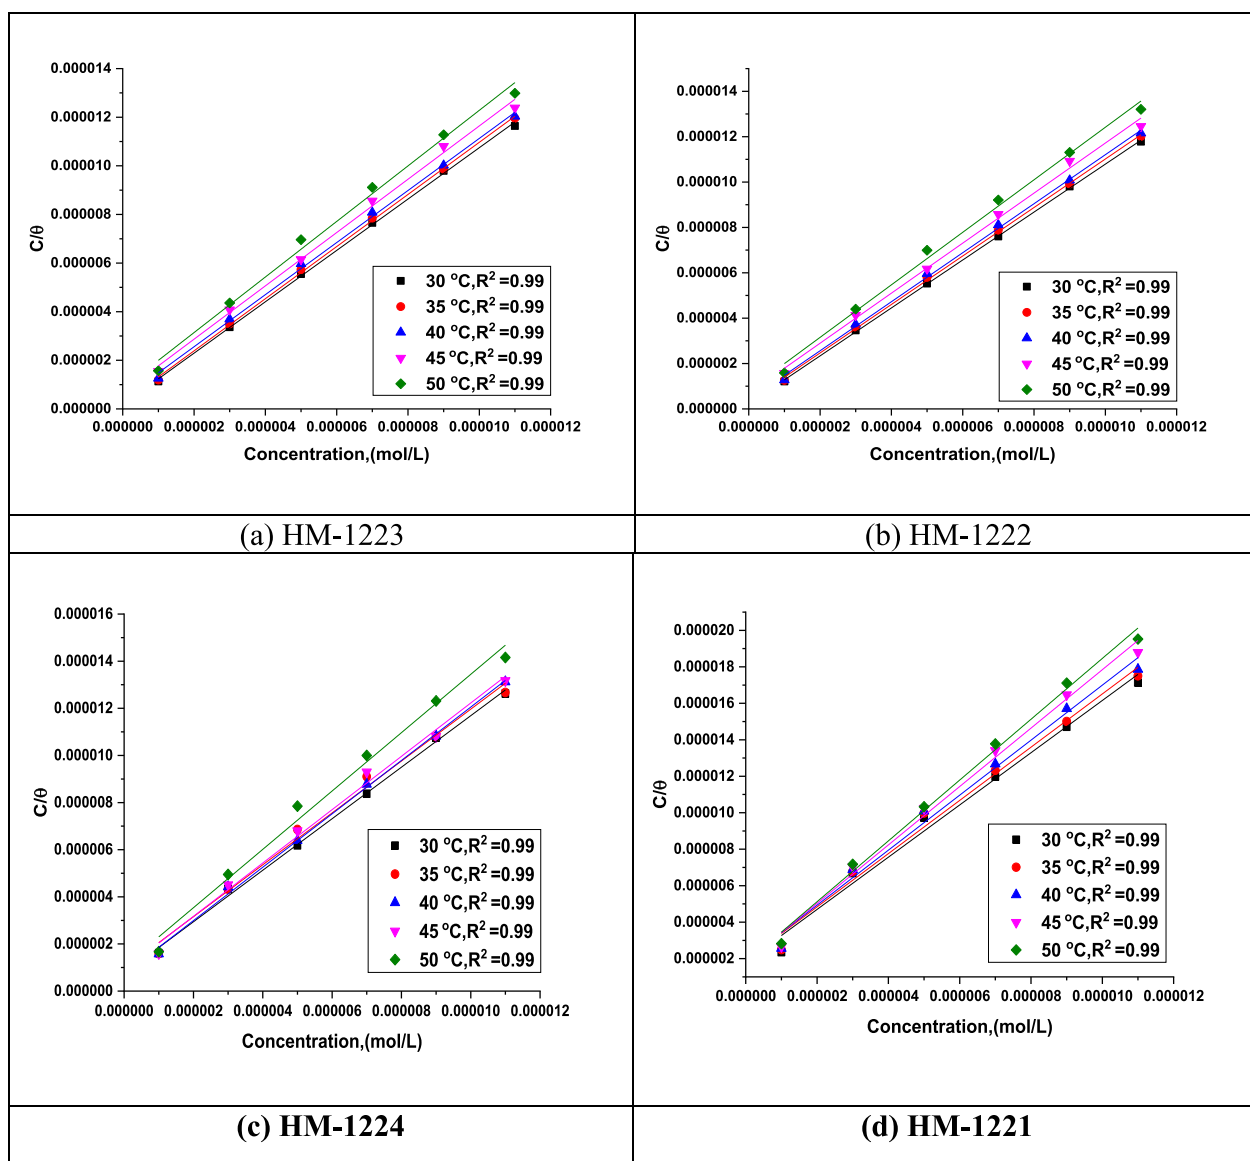 0.000014
0.000012
0.000010
0.000008
0.000006
0.000004
0.000002
0.000000
C/θ
30 °C,R²=0.99
35 °C,R²=0.99
40 °C,R²=0.99
45 °C,R²=0.99
50 °C,R²=0.99
0.000000 0.000002 0.000004 0.000006 0.000008 0.000010 0.000012
Concentration,(mol/L)
(a) HM-1223
0.000014
0.000012
0.000010
0.000008
0.000006
0.000004
0.000002
0.000000
C/θ
30 °C,R²=0.99
35 °C,R²=0.99
40 °C,R²=0.99
45 °C,R²=0.99
50 °C,R²=0.99
0.000000 0.000002 0.000004 0.000006 0.000008 0.000010 0.000012
Concentration,(mol/L)
(b) HM-1222
0.000016
0.000014
0.000012
0.000010
0.000008
0.000006
0.000004
0.000002
0.000000
C/θ
30 °C,R²=0.99
35 °C,R²=0.99
40 °C,R²=0.99
45 °C,R²=0.99
50 °C,R²=0.99
0.000000 0.000002 0.000004 0.000006 0.000008 0.000010 0.000012
Concentration,(mol/L)
(c) HM-1224
0.000020
0.000018
0.000016
0.000014
0.000012
0.000010
0.000008
0.000006
0.000004
0.000002
C/θ
30 °C,R²=0.99
35 °C,R²=0.99
40 °C,R²=0.99
45 °C,R²=0.99
50 °C,R²=0.99
0.000000 0.000002 0.000004 0.000006 0.000008 0.000010 0.000012
Concentration,(mol/L)
(d) HM-1221